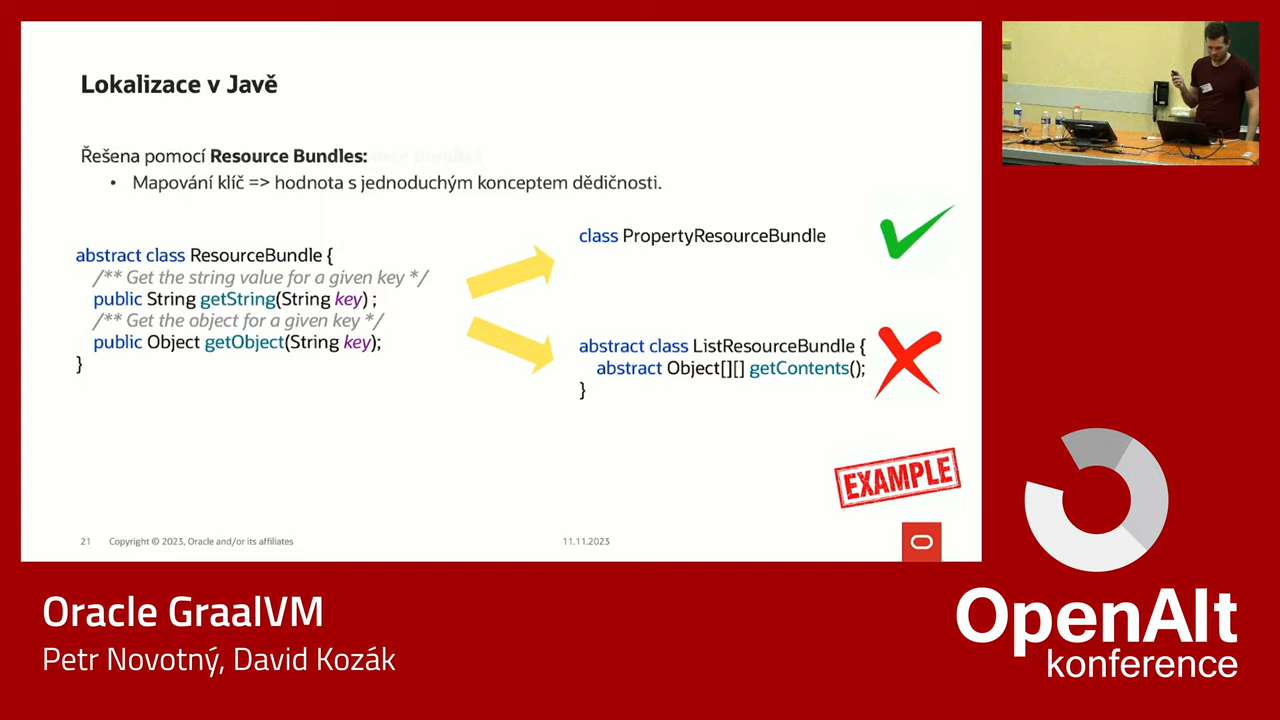 Lokalizace v Javě
Řešena pomocí Resource Bundles:
• Mapování klíč => hodnota s jednoduchým konceptem dědičnosti.
abstract class ResourceBundle {
/** Get the string value for a given key */
public String getString(String key) ;
/** Get the object for a given key */
public Object getObject(String key);
}
class PropertyResourceBundle
abstract class ListResourceBundle {
abstract Object[][] getContents();
}
EXAMPLE
21 Copyright © 2023, Oracle and/or its affiliates 11.11.2023
Oracle GraalVM
Petr Novotný, David Kozák
OpenAlt
konference